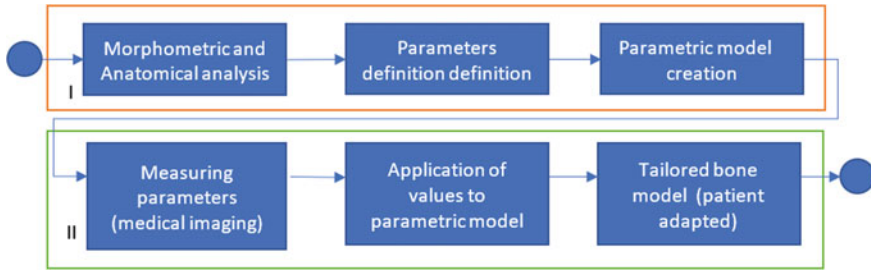 Morphometric and
Anatomical analysis
Parameters
definition definition
Parametric model
creation
I
Measuring
parameters
(medical imaging)
Application of
values to
parametric model
Tailored bone
model (patient
adapted)
II